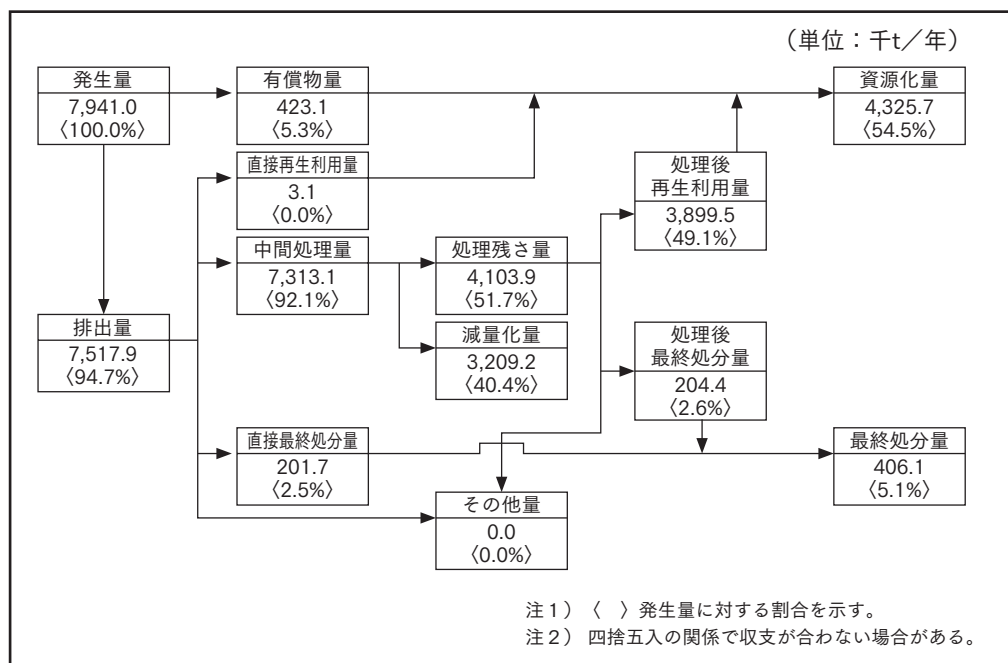 （単位：千t／年）
発生量
7,941.0
〈100.0%〉
有償物量
423.1
〈5.3%〉
資源化量
4,325.7
〈54.5%〉
直接再生利用量
3.1
〈0.0%〉
処理後
再生利用量
3,899.5
〈49.1%〉
中間処理量
7,313.1
〈92.1%〉
処理残さ量
4,103.9
〈51.7%〉
排出量
7,517.9
〈94.7%〉
減量化量
3,209.2
〈40.4%〉
処理後
最終処分量
204.4
〈2.6%〉
直接最終処分量
201.7
〈2.5%〉
最終処分量
406.1
〈5.1%〉
その他量
0.0
〈0.0%〉
注1）〈　〉発生量に対する割合を示す。
注2） 四捨五入の関係で収支が合わない場合がある。